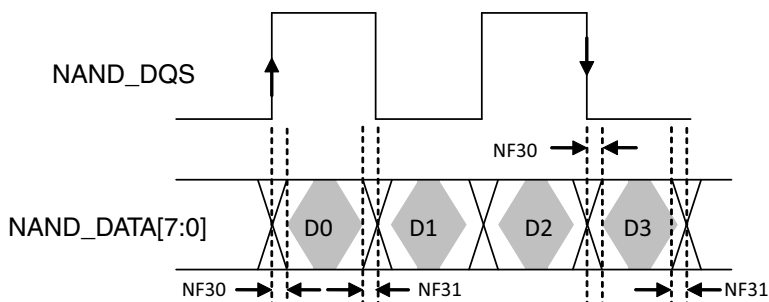 NAND_DQS
NF30
NAND_DATA[7:0]
D0
D1
D2
D3
NF30
NF31
NF31